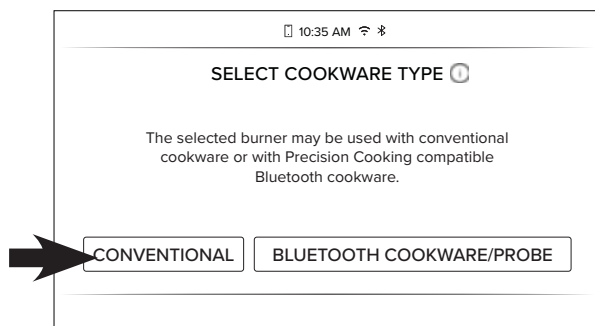 10:35 AM
SELECT COOKWARE TYPE
The selected burner may be used with conventional
cookware or with Precision Cooking compatible
Bluetooth cookware.
CONVENTIONAL
BLUETOOTH COOKWARE/PROBE